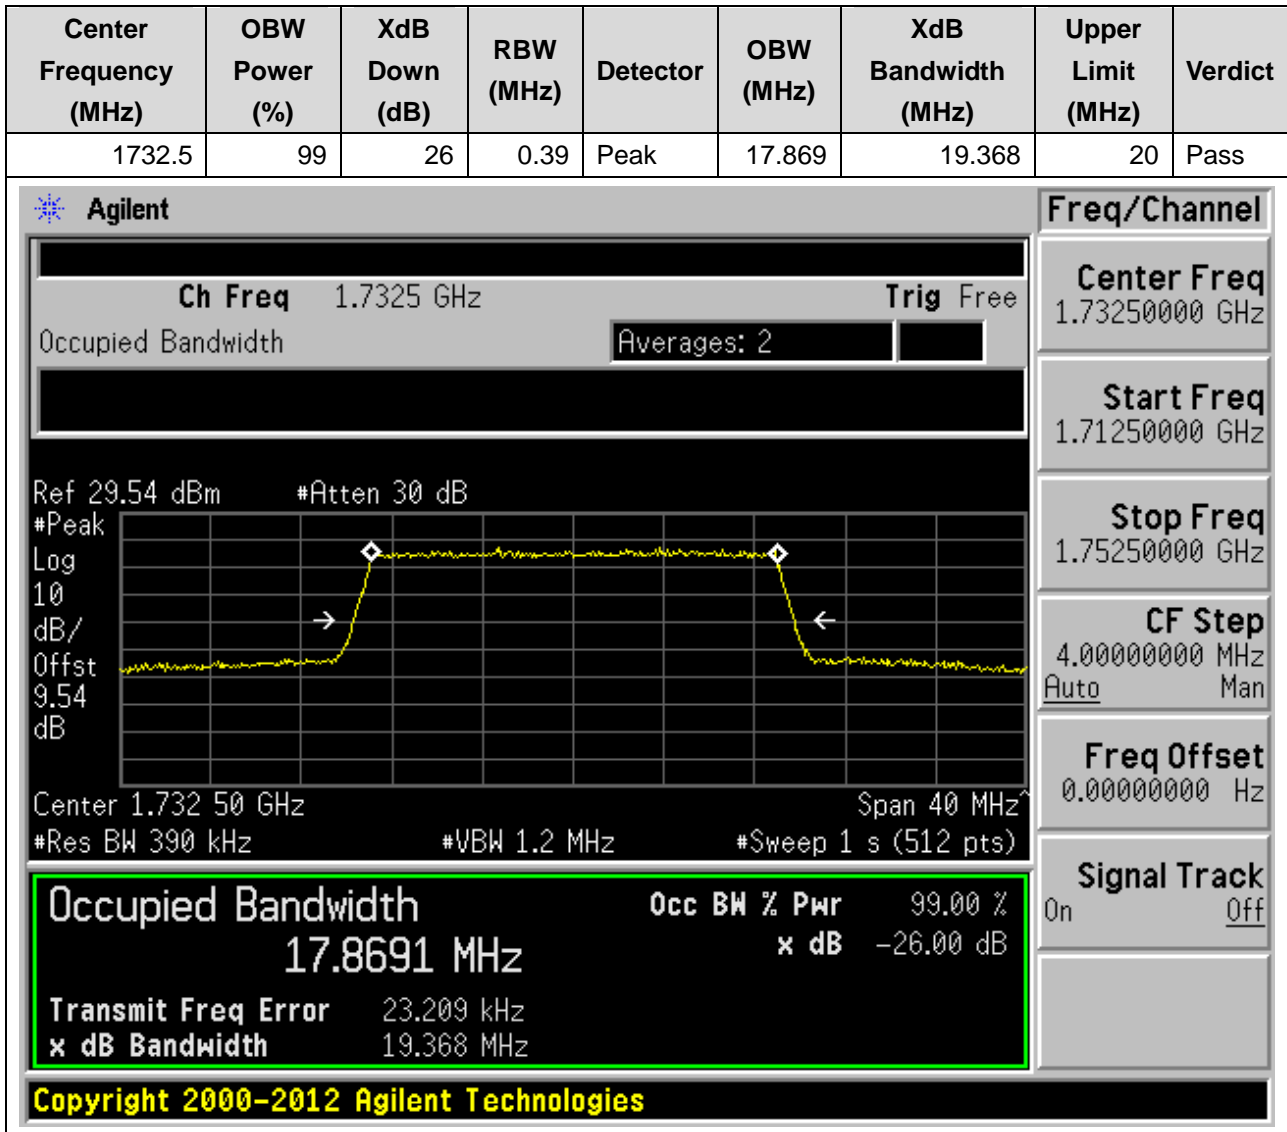 Center Frequency (MHz) OBW Power (%) XdB Down (dB) RBW (MHz) Detector OBW (MHz) XdB Bandwidth (MHz) Upper Limit (MHz) Verdict
1732.5 99 26 0.39 Peak 17.869 19.368 20 Pass
Agilent
Ch Freq 1.7325 GHz Trig Free
Occupied Bandwidth Averages: 2
Ref 29.54 dBm #Atten 30 dB
#Peak
Log
10
dB/
Offst
9.54
dB
Center 1.732 50 GHz Span 40 MHz^
#Res BW 390 kHz #VBW 1.2 MHz #Sweep 1 s (512 pts)
Occupied Bandwidth Occ BW % Pwr 99.00 %
17.8691 MHz x dB -26.00 dB
Transmit Freq Error 23.209 kHz
x dB Bandwidth 19.368 MHz
Copyright 2000-2012 Agilent Technologies
Freq/Channel
Center Freq
1.73250000 GHz
Start Freq
1.71250000 GHz
Stop Freq
1.75250000 GHz
CF Step
4.00000000 MHz
Auto Man
Freq Offset
0.00000000 Hz
Signal Track
On Off